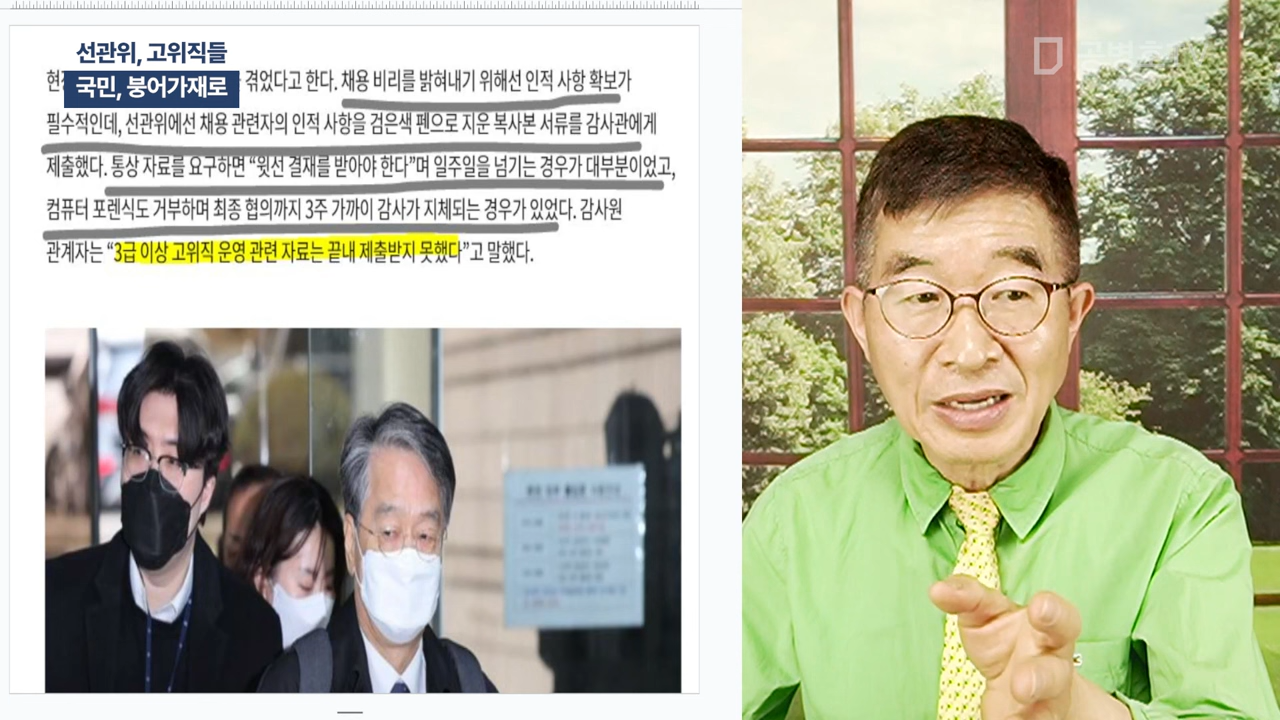 선관위, 고위직들
국민, 붕어가재로
겪었다고 한다. 채용 비리를 밝혀내기 위해선 인적 사항 확보가
필수적인데, 선관위에선 채용 관련자의 인적 사항을 검은색 펜으로 지운 복사본 서류를 감사관에게
제출했다. 통상 자료를 요구하면 “윗선 결재를 받아야 한다”며 일주일을 넘기는 경우가 대부분이었고,
컴퓨터 포렌식도 거부하며 최종 협의까지 3주 가까이 감사가 지체되는 경우가 있었다. 감사원
관계자는 “3급 이상 고위직 운영 관련 자료는 끝내 제출받지 못했다”고 말했다.